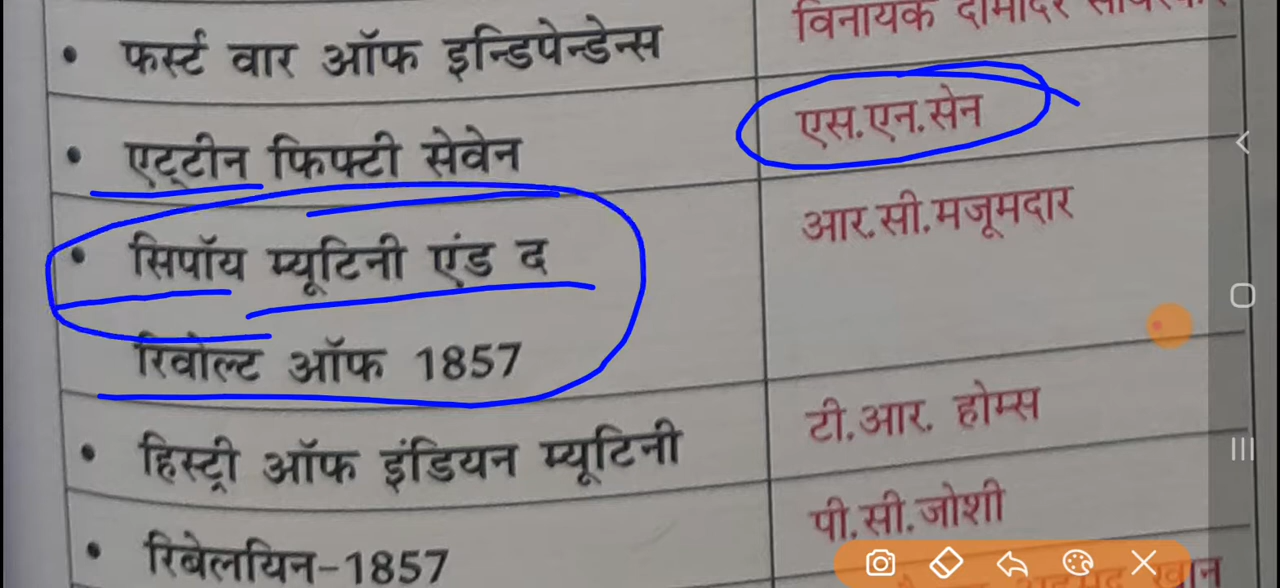 फर्स्ट वार ऑफ इन्डिपेन्डेन्स
विनायक दामोदर
एट्टीन फिफ्टी सेवेन
एस.एन.सेन
सिपॉय म्यूटिनी एंड द
रिवोल्ट ऑफ 1857
आर.सी.मजूमदार
हिस्ट्री ऑफ इंडियन म्यूटिनी
टी.आर. होम्स
रिबेलयिन-1857
पी.सी.जोशी